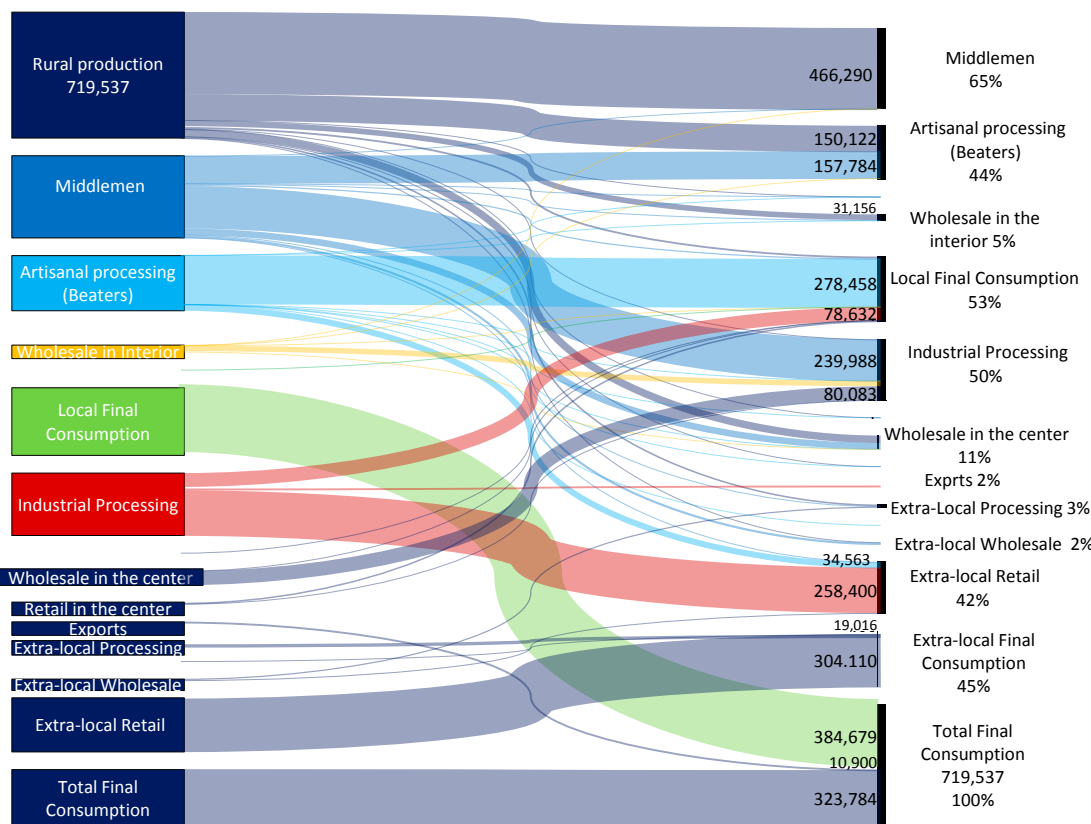 Rural production
719,537
Middlemen
Artisanal processing
(Beaters)
Wholesale in Interior
Local Final
Consumption
Industrial Processing
Wholesale in the center
Retail in the center
Exports
Extra-local Processing
Extra-local Wholesale
Extra-local Retail
Total Final
Consumption
466,290
150,122
157,784
31,156
278,458
78,632
239,988
80,083
34,563
258,400
19,016
304.110
384,679
10,900
323,784
Middlemen
65%
Artisanal processing
(Beaters)
44%
Wholesale in the
interior 5%
Local Final Consumption
53%
Industrial Processing
50%
Wholesale in the center
11%
Exprts 2%
Extra-Local Processing 3%
Extra-local Wholesale 2%
Extra-local Retail
42%
Extra-local Final
Consumption
45%
Total Final
Consumption
719,537
100%